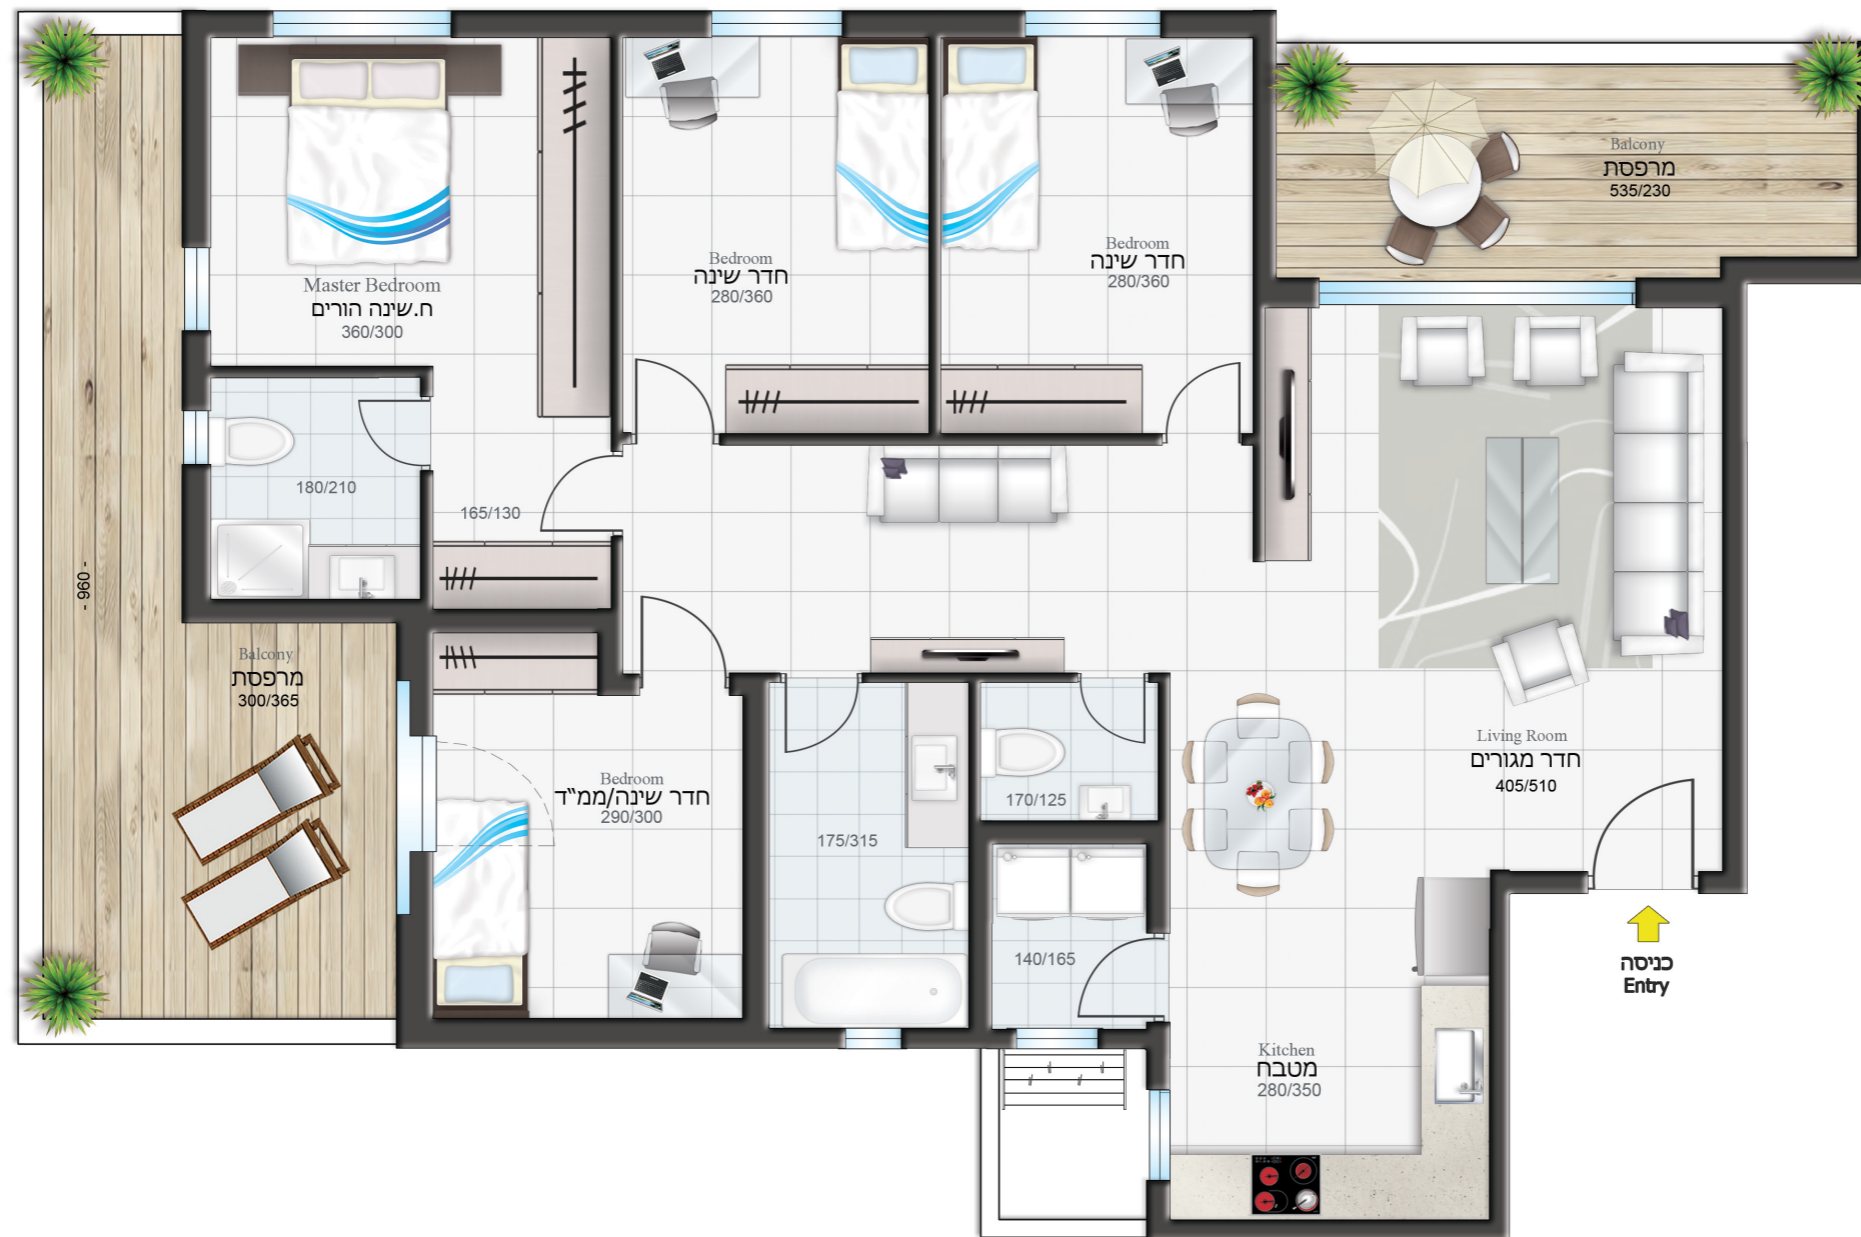 Master Bedroom
ח.שינה הורים
360/300
Bedroom
חדר שינה
280/360
Bedroom
חדר שינה
280/360
Balcony
מרפסת
535/230
180/210
165/130
- 960 -
Balcony
מרפסת
300/365
Bedroom
חדר שינה/ממ״ד
290/300
175/315
170/125
140/165
Living Room
חדר מגורים
405/510
Kitchen
מטבח
280/350
כניסה
Entry